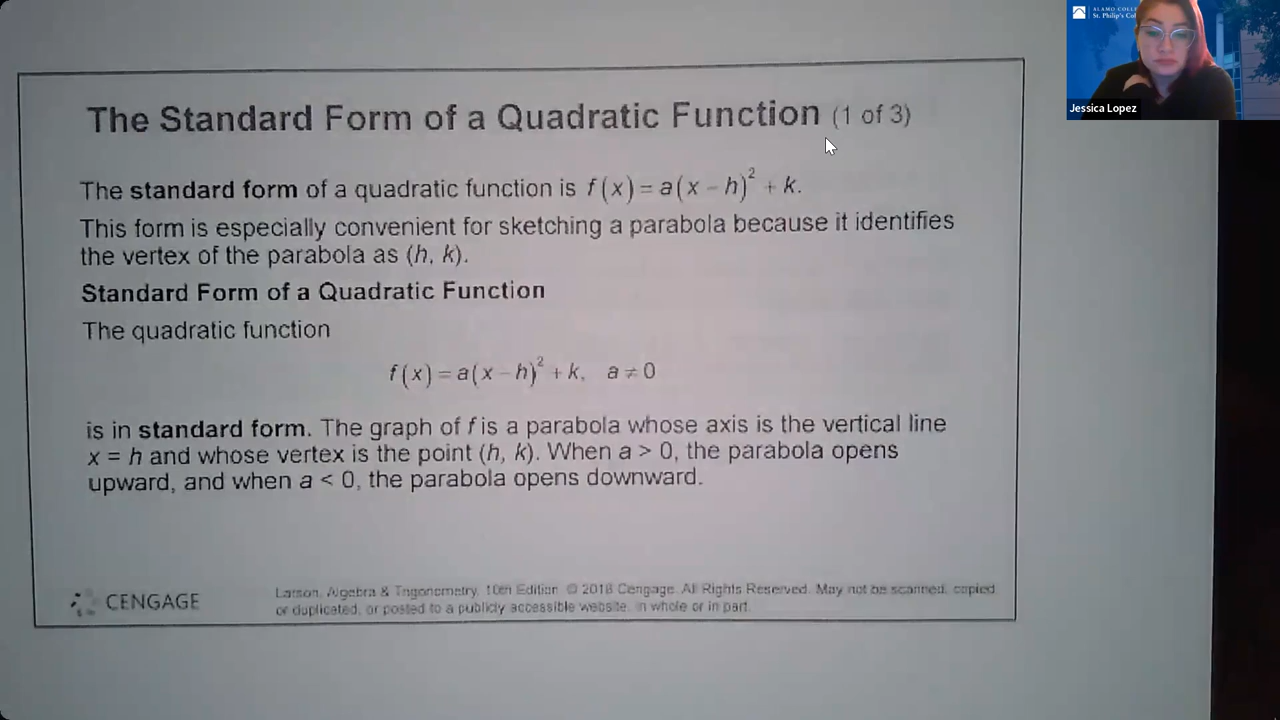 The Standard Form of a Quadratic Function (1 of 3)
The standard form of a quadratic function is f(x) = a(x − h)² + k.
This form is especially convenient for sketching a parabola because it identifies
the vertex of the parabola as (h, k).
Standard Form of a Quadratic Function
The quadratic function
f(x) = a(x − h)² + k, a ≠ 0
is in standard form. The graph of f is a parabola whose axis is the vertical line
x = h and whose vertex is the point (h, k). When a > 0, the parabola opens
upward, and when a < 0, the parabola opens downward.
CENGAGE
Larson, Algebra & Trigonometry, 10th Edition. © 2018 Cengage. All Rights Reserved. May not be scanned, copied
or duplicated, or posted to a publicly accessible website, in whole or in part.
ALAMO COLLE
St. Philip's Col
Jessica Lopez